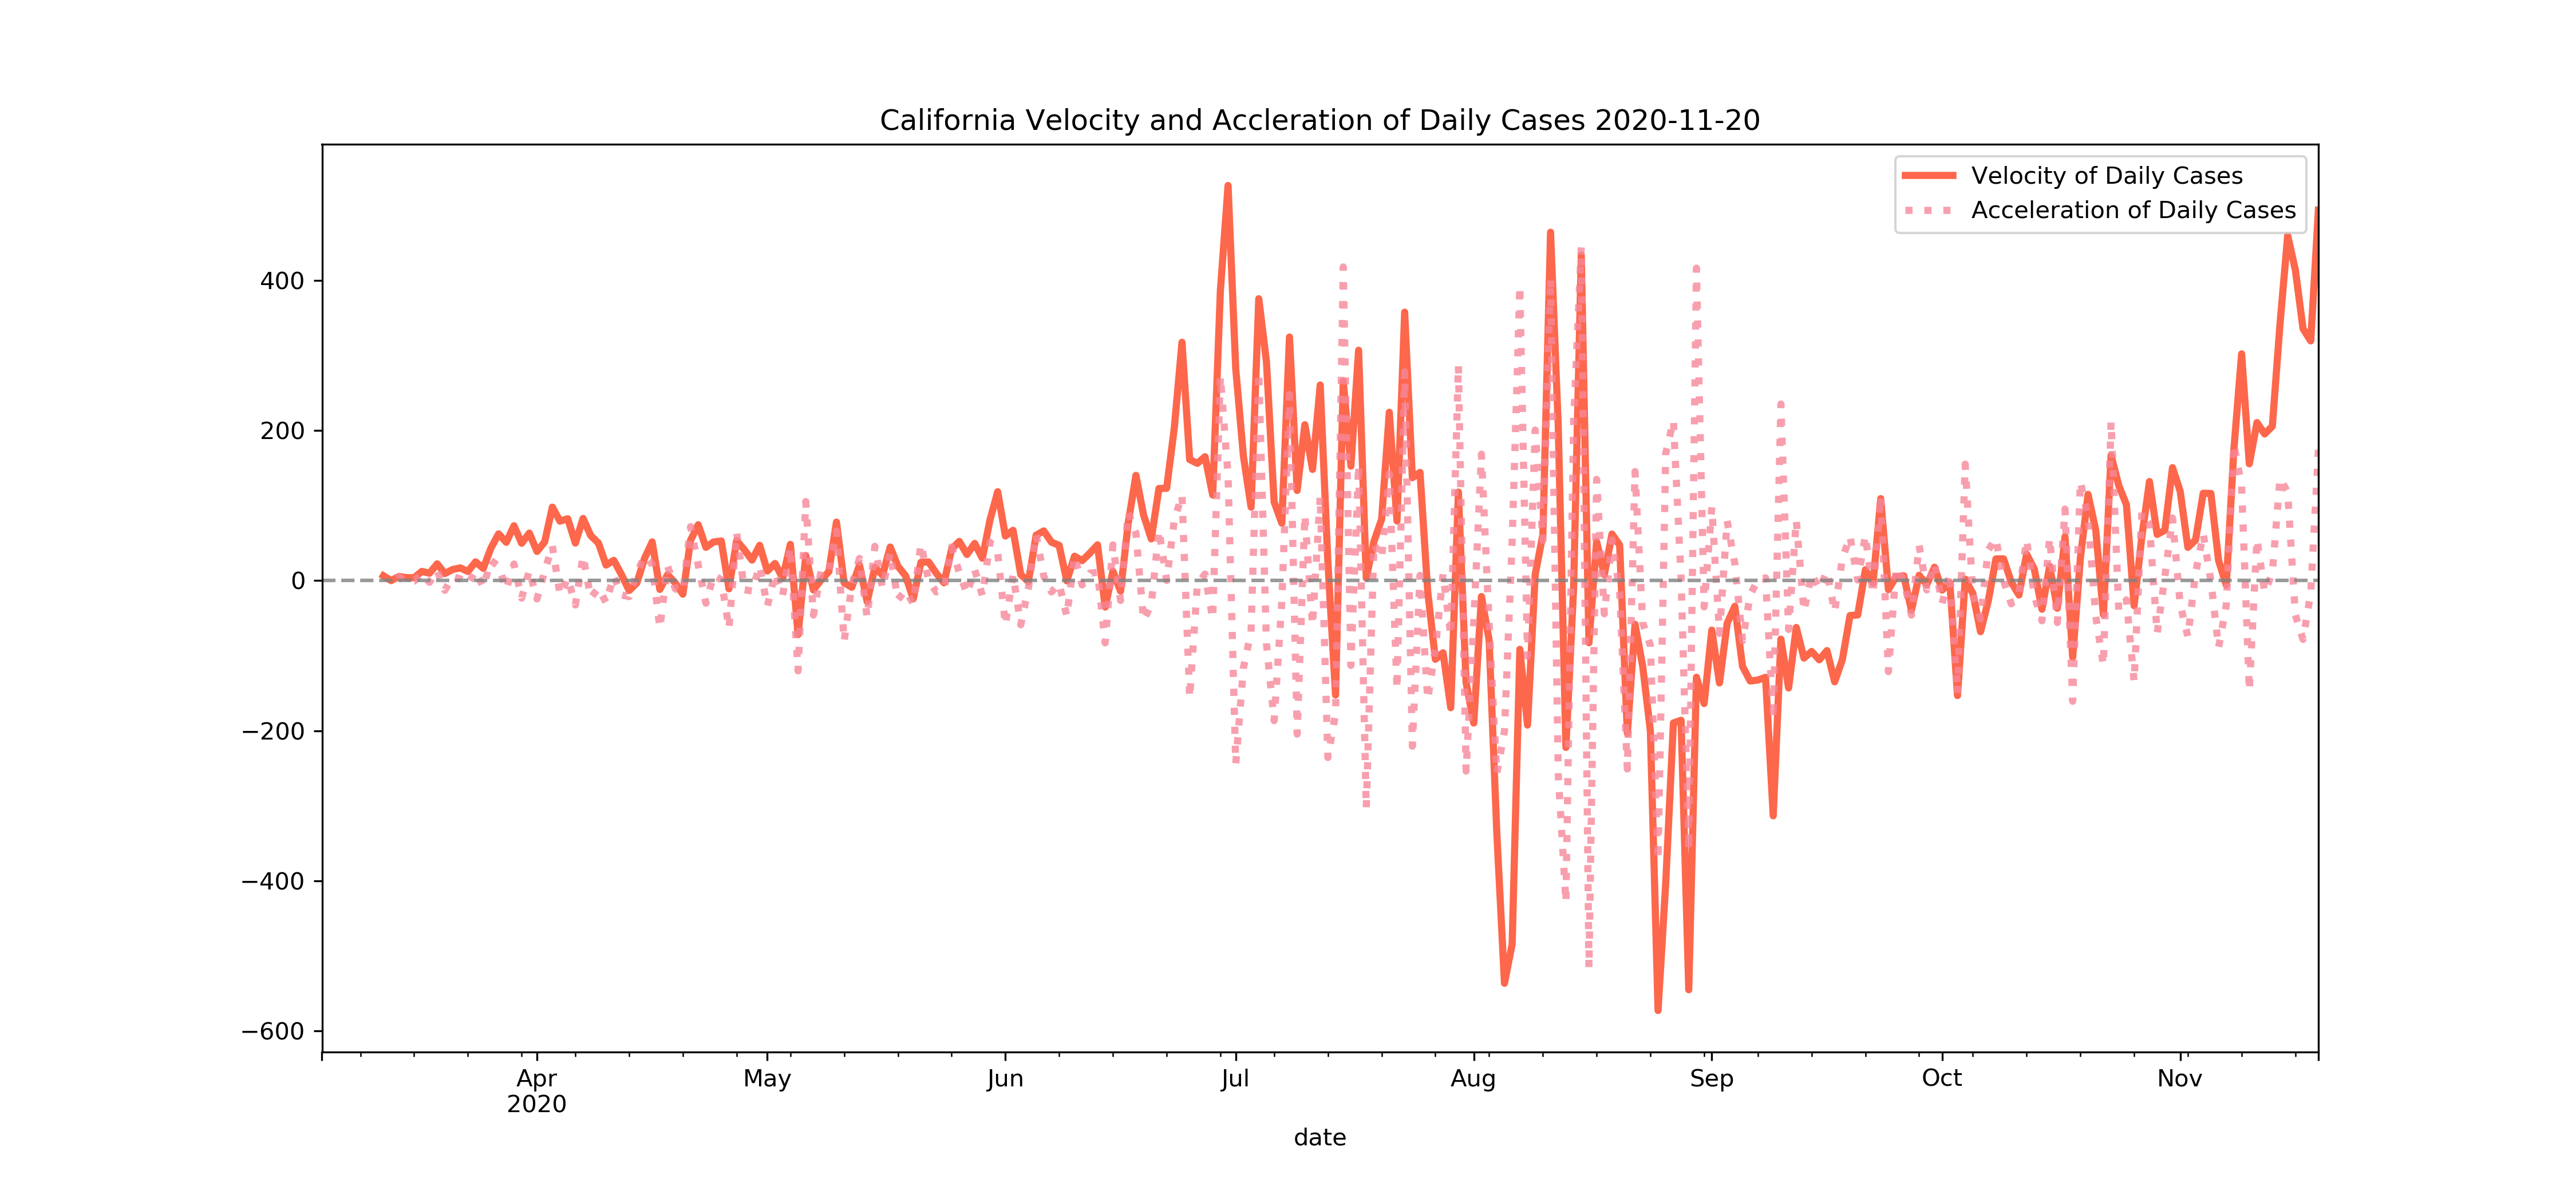 California Velocity and Accleration of Daily Cases 2020-11-20
Velocity of Daily Cases
Acceleration of Daily Cases
400
200
0
−200
−400
−600
Apr May Jun Jul Aug Sep Oct Nov
2020
date